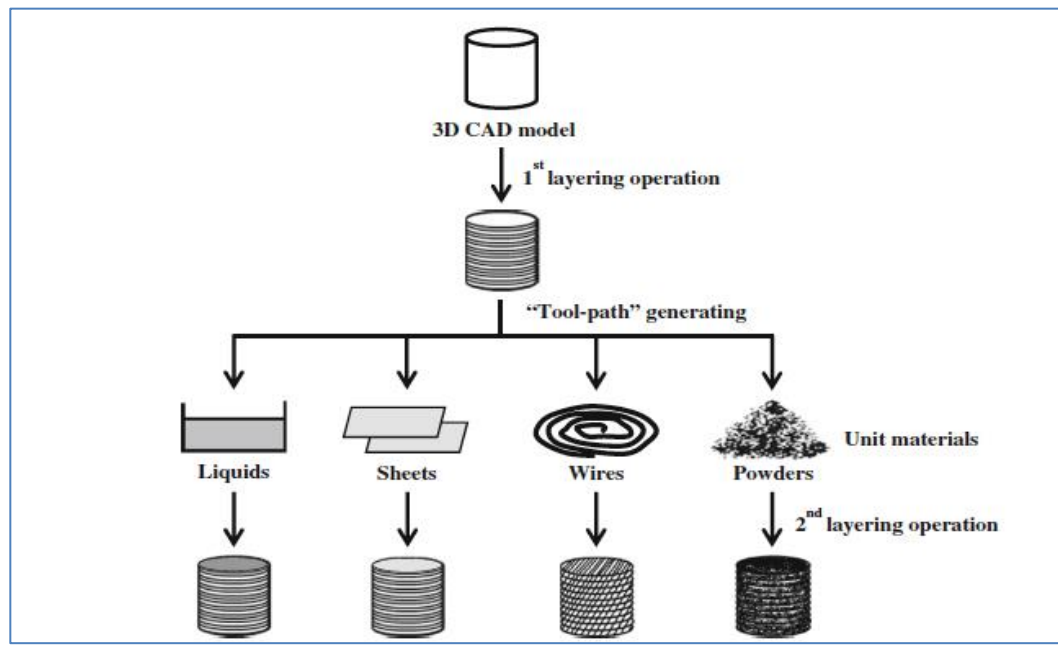 3D CAD model
1st layering operation
“Tool-path” generating
Unit materials
Liquids Sheets Wires Powders
2nd layering operation